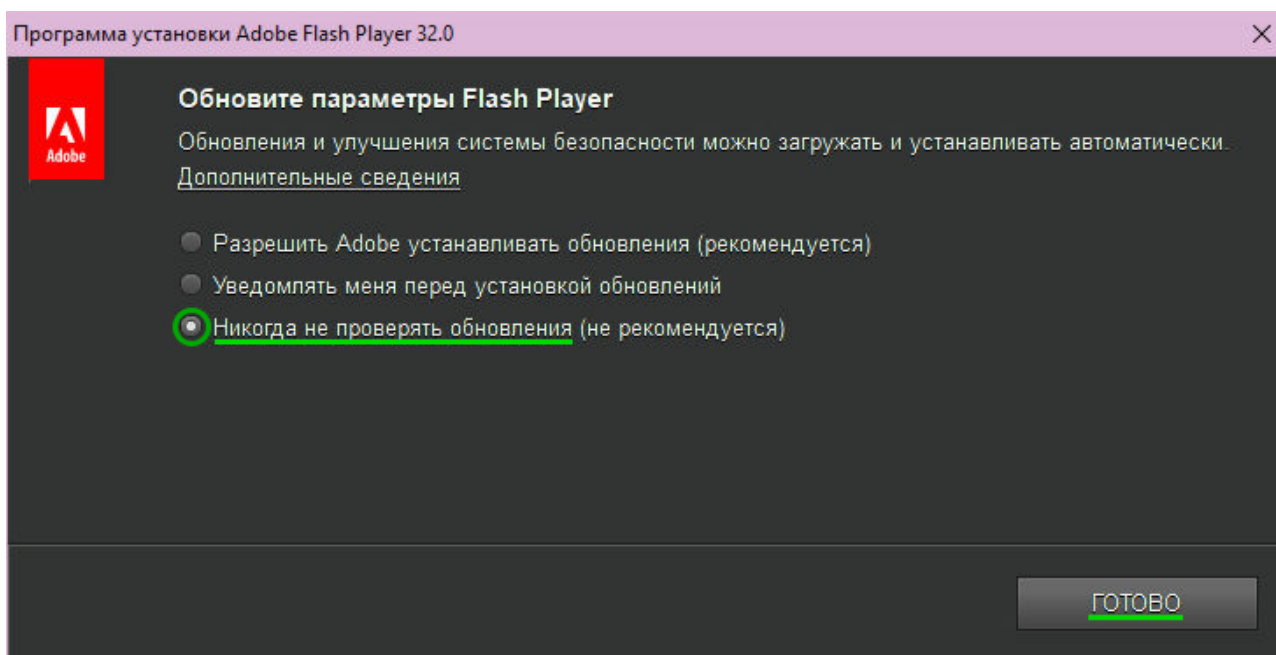 Программа установки Adobe Flash Player 32.0
Adobe
Обновите параметры Flash Player
Обновления и улучшения системы безопасности можно загружать и устанавливать автоматически.
Дополнительные сведения
Разрешить Adobe устанавливать обновления (рекомендуется)
Уведомлять меня перед установкой обновлений
Никогда не проверять обновления (не рекомендуется)
ГОТОВО